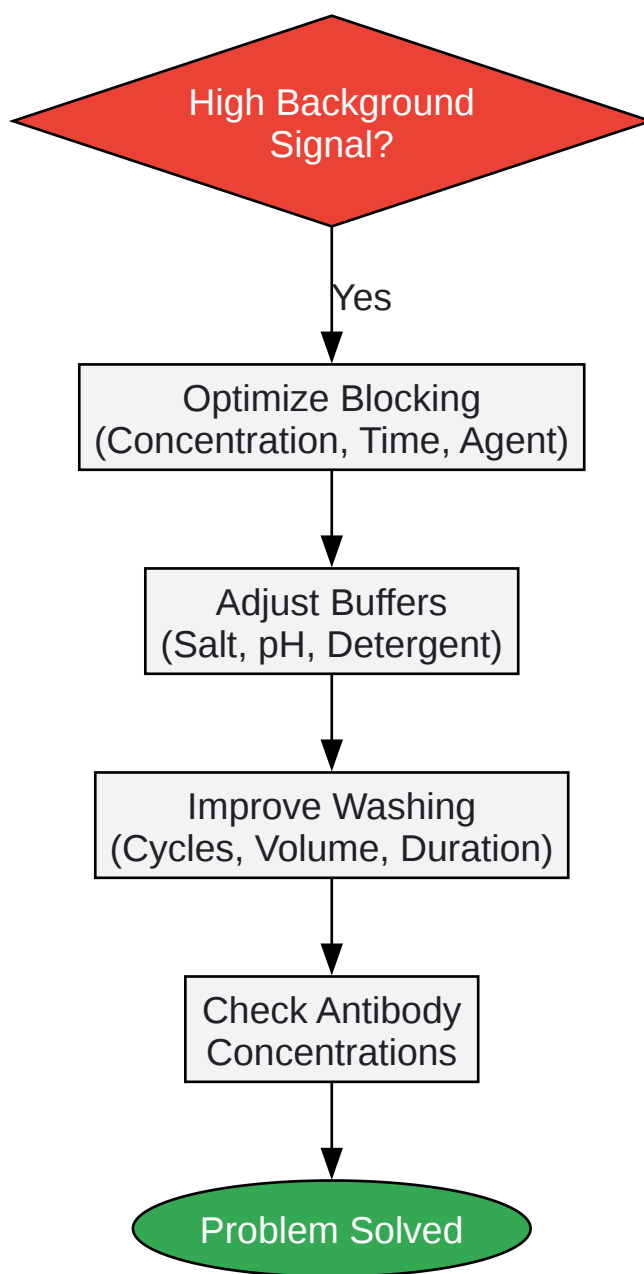 High Background
Signal?
Yes
Optimize Blocking
(Concentration, Time, Agent)
Adjust Buffers
(Salt, pH, Detergent)
Improve Washing
(Cycles, Volume, Duration)
Check Antibody
Concentrations
Problem Solved